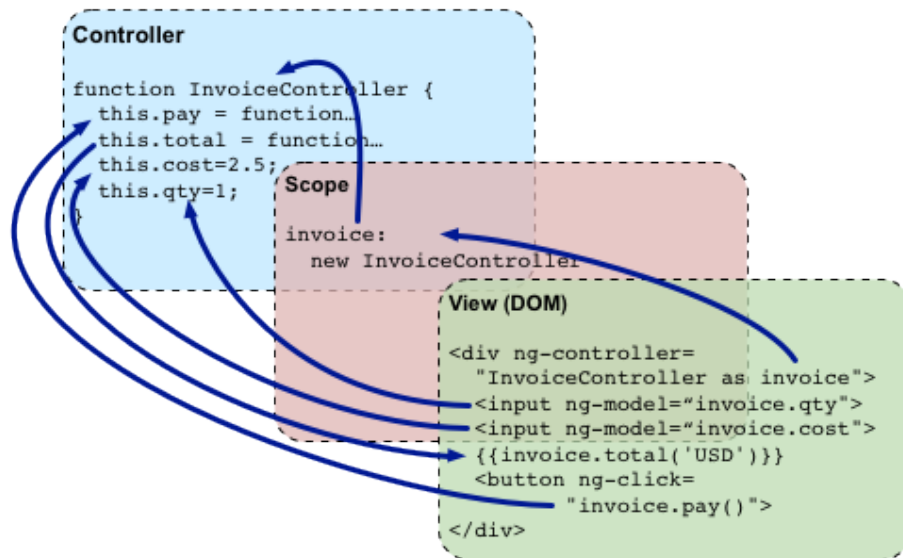 Controller
function InvoiceController {
this.pay = function…
this.total = function…
this.cost=2.5;
this.qty=1;
}
Scope
invoice:
new InvoiceController
View (DOM)
<div ng-controller=
"InvoiceController as invoice">
<input ng-model=“invoice.qty">
<input ng-model=“invoice.cost">
{{invoice.total('USD')}}
<button ng-click=
"invoice.pay()">
</div>